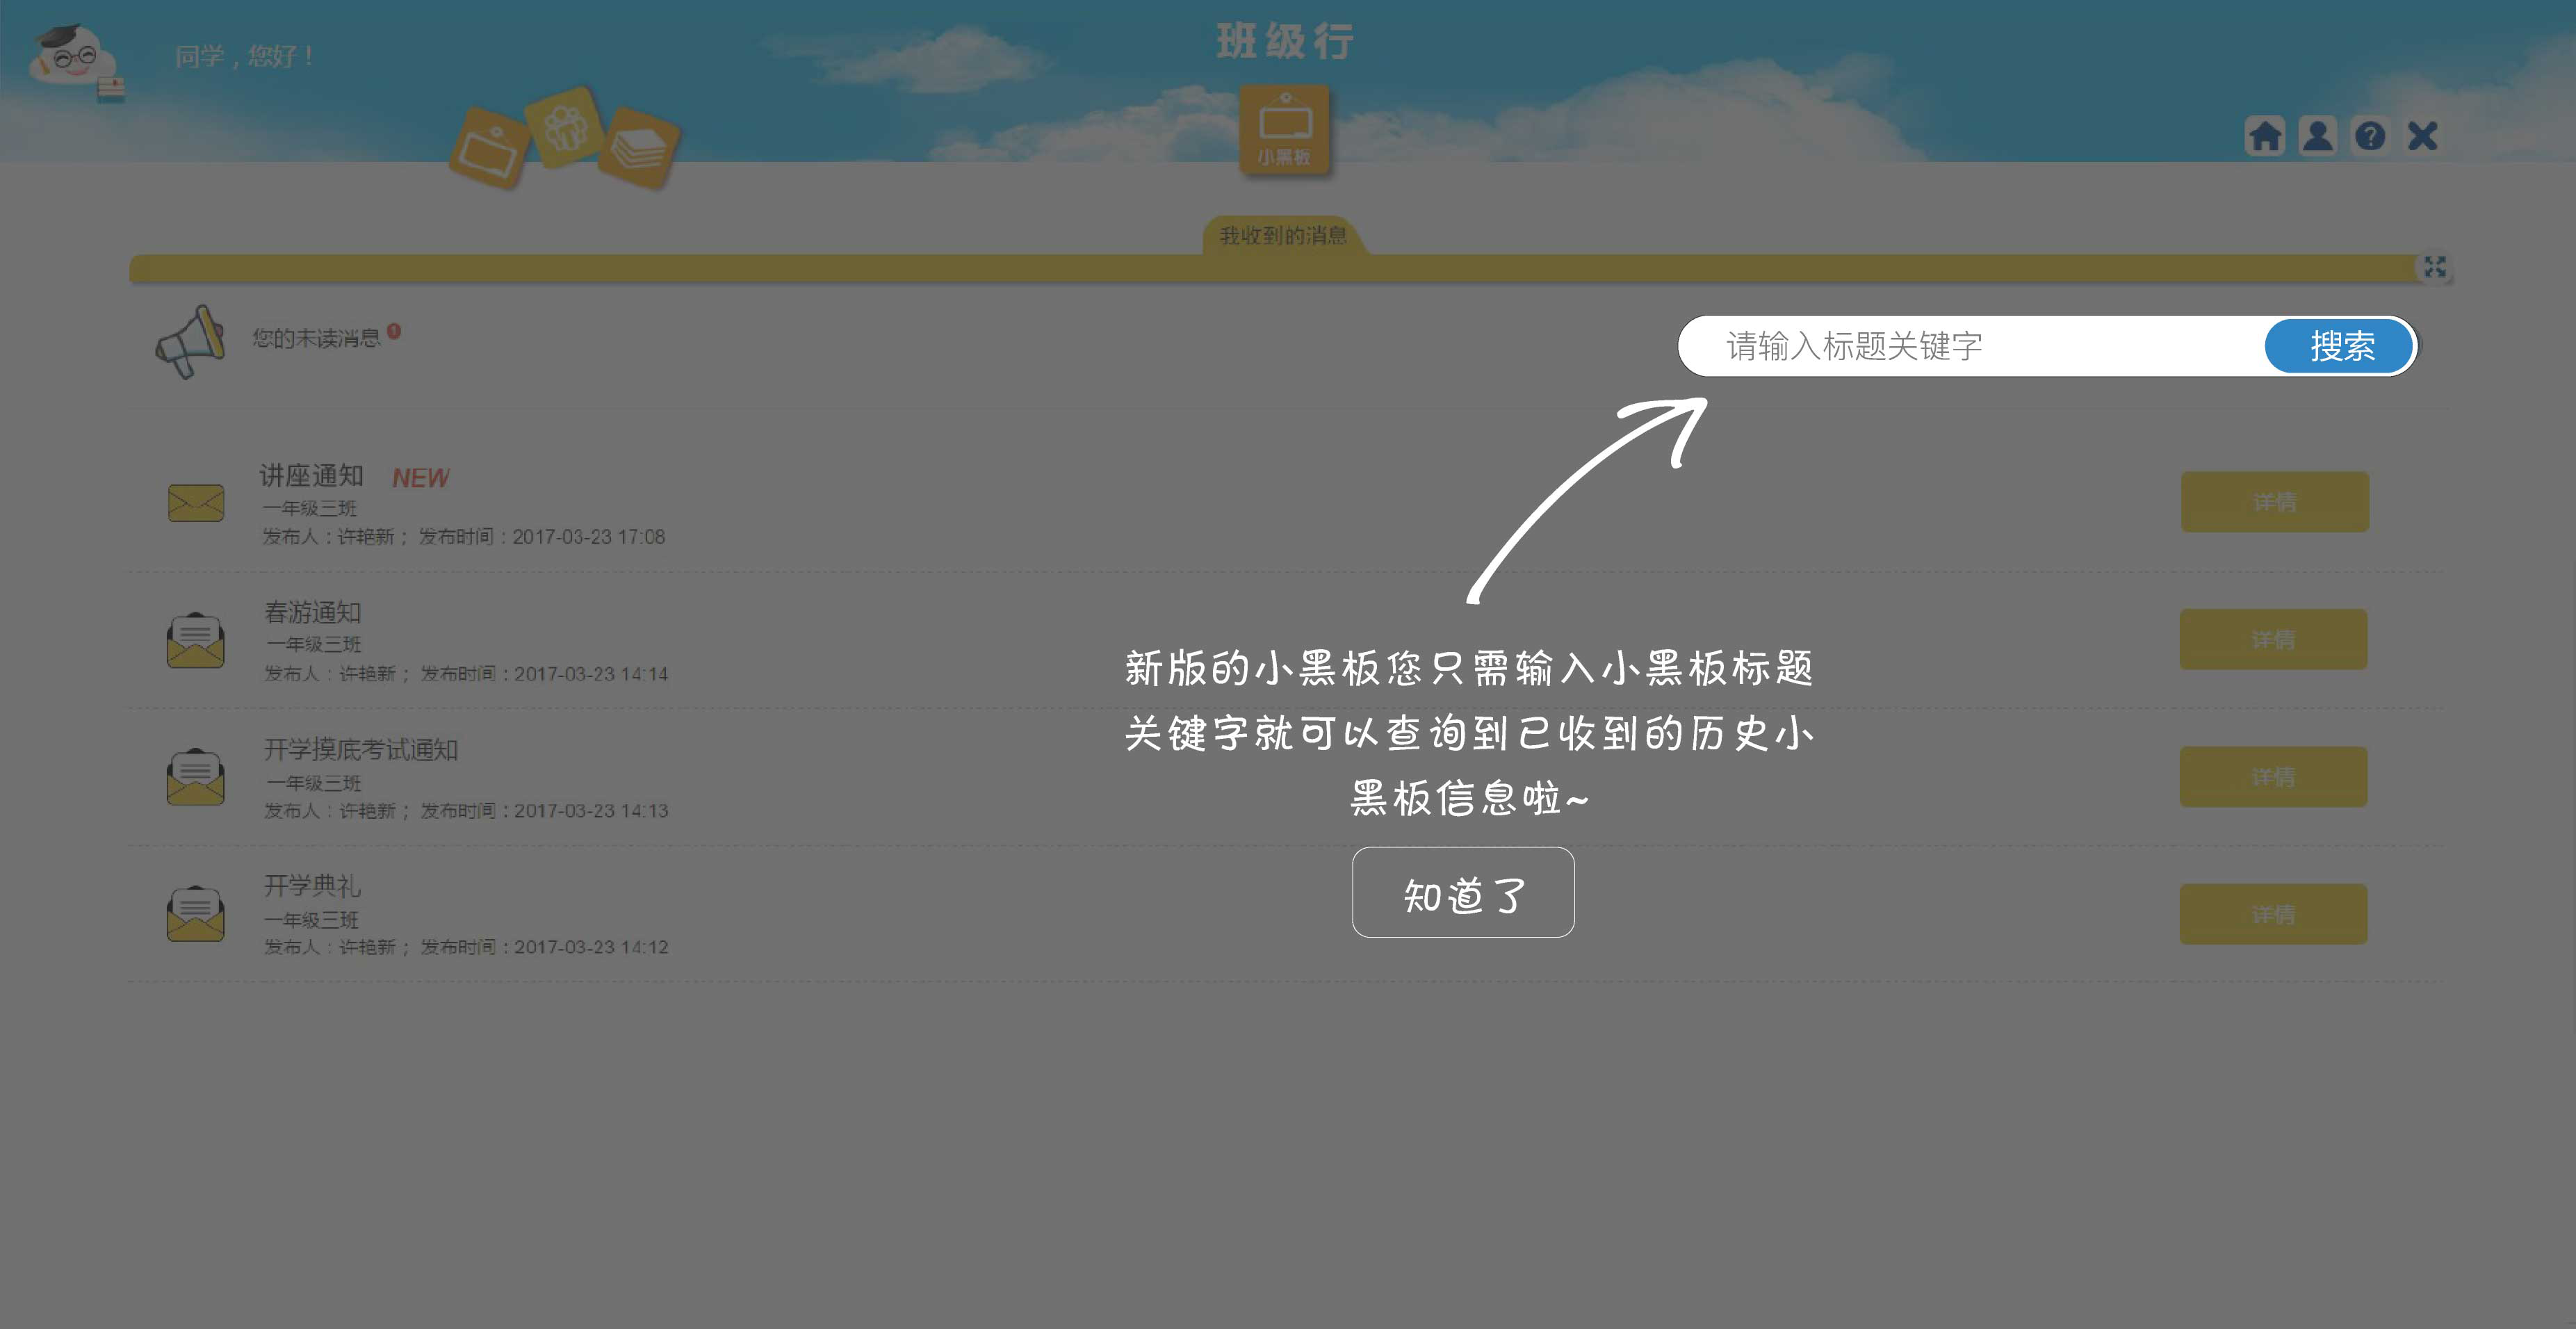 同学，您好！
班级行
小黑板
我收到的消息
您的未读消息 1
请输入标题关键字
搜索
讲座通知 NEW
一年级三班
发布人：许艳新； 发布时间：2017-03-23 17:08
详情
春游通知
一年级三班
发布人：许艳新； 发布时间：2017-03-23 14:14
详情
新版的小黑板您只需输入小黑板标题
关键字就可以查询到已收到的历史小
黑板信息啦~
开学摸底考试通知
一年级三班
发布人：许艳新； 发布时间：2017-03-23 14:13
详情
开学典礼
一年级三班
发布人：许艳新； 发布时间：2017-03-23 14:12
详情
知道了